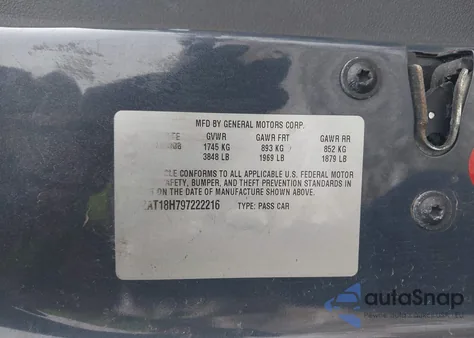 MFD BY GENERAL MOTORS CORP.
GVWR GAWR FRT GAWR RR
1745 KG 893 KG 852 KG
3848 LB 1969 LB 1879 LB
CLE CONFORMS TO ALL APPLICABLE U.S. FEDERAL MOTOR
SAFETY, BUMPER, AND THEFT PREVENTION STANDARDS IN
ON THE DATE OF MANUFACTURE SHOWN ABOVE.
AT18H797222216 TYPE: PASS CAR
autoSnap